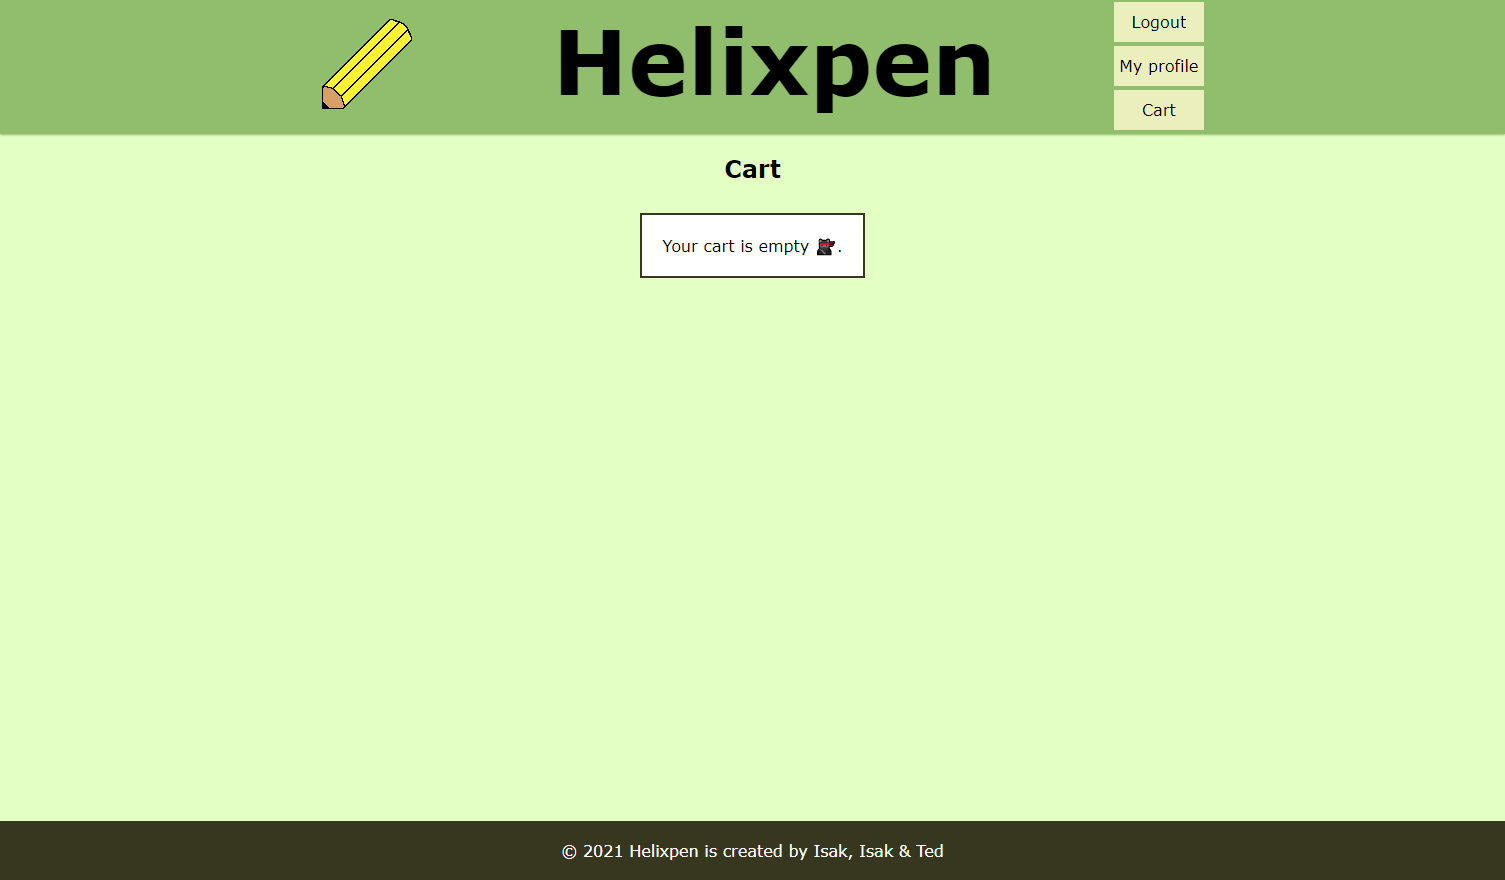 Helixpen
Logout
My profile
Cart
Cart
Your cart is empty 🐱‍👤.
© 2021 Helixpen is created by Isak, Isak & Ted